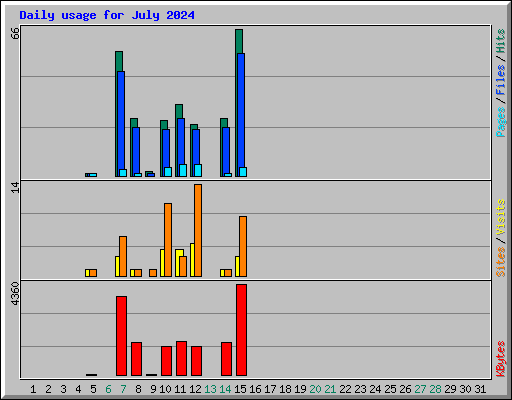 Daily usage for July 2024
66
Pages / Files / Hits
14
Sites / Visits
4360
KBytes
1 2 3 4 5 6 7 8 9 10 11 12 13 14 15 16 17 18 19 20 21 22 23 24 25 26 27 28 29 30 31